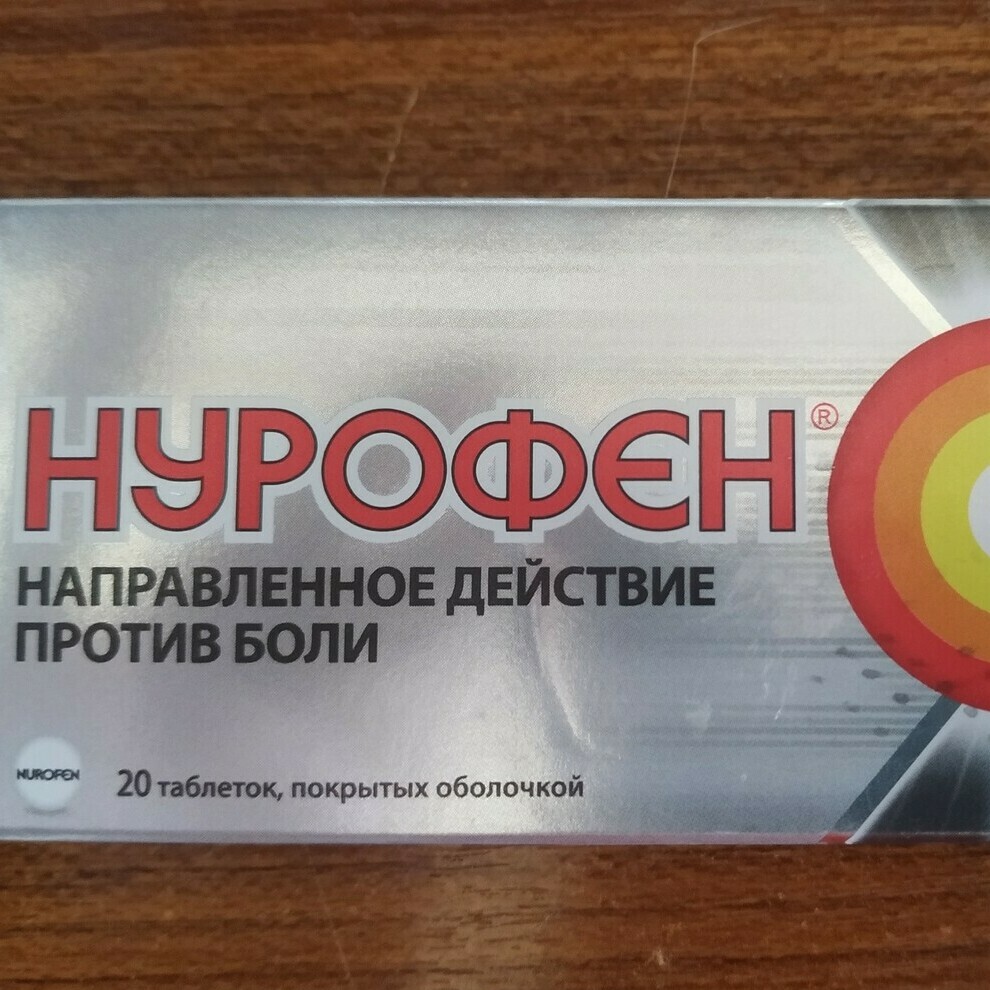 НУРОФЕН®
НАПРАВЛЕННОЕ ДЕЙСТВИЕ
ПРОТИВ БОЛИ
NUROFEN
20 таблеток, покрытых оболочкой